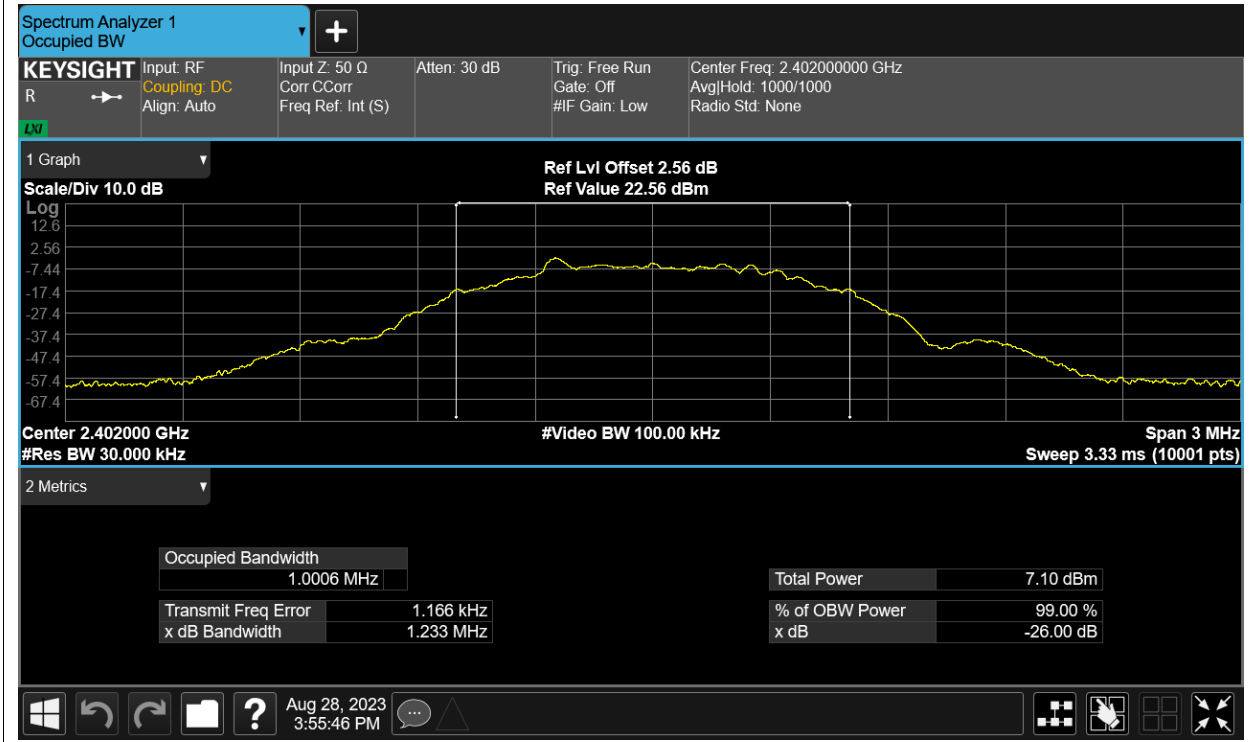 Spectrum Analyzer 1
Occupied BW
KEYSIGHT
R
LXI
Input: RF
Coupling: DC
Align: Auto
Input Z: 50 Ω
Corr CCorr
Freq Ref: Int (S)
Atten: 30 dB
Trig: Free Run
Gate: Off
#IF Gain: Low
Center Freq: 2.402000000 GHz
Avg|Hold: 1000/1000
Radio Std: None
1 Graph
Scale/Div 10.0 dB
Ref Lvl Offset 2.56 dB
Ref Value 22.56 dBm
Log
12.6
2.56
-7.44
-17.4
-27.4
-37.4
-47.4
-57.4
-67.4
Center 2.402000 GHz
#Res BW 30.000 kHz
#Video BW 100.00 kHz
Span 3 MHz
Sweep 3.33 ms (10001 pts)
2 Metrics
Occupied Bandwidth
1.0006 MHz
Transmit Freq Error 1.166 kHz
x dB Bandwidth 1.233 MHz
Total Power 7.10 dBm
% of OBW Power 99.00 %
x dB -26.00 dB
?
Aug 28, 2023
3:55:46 PM